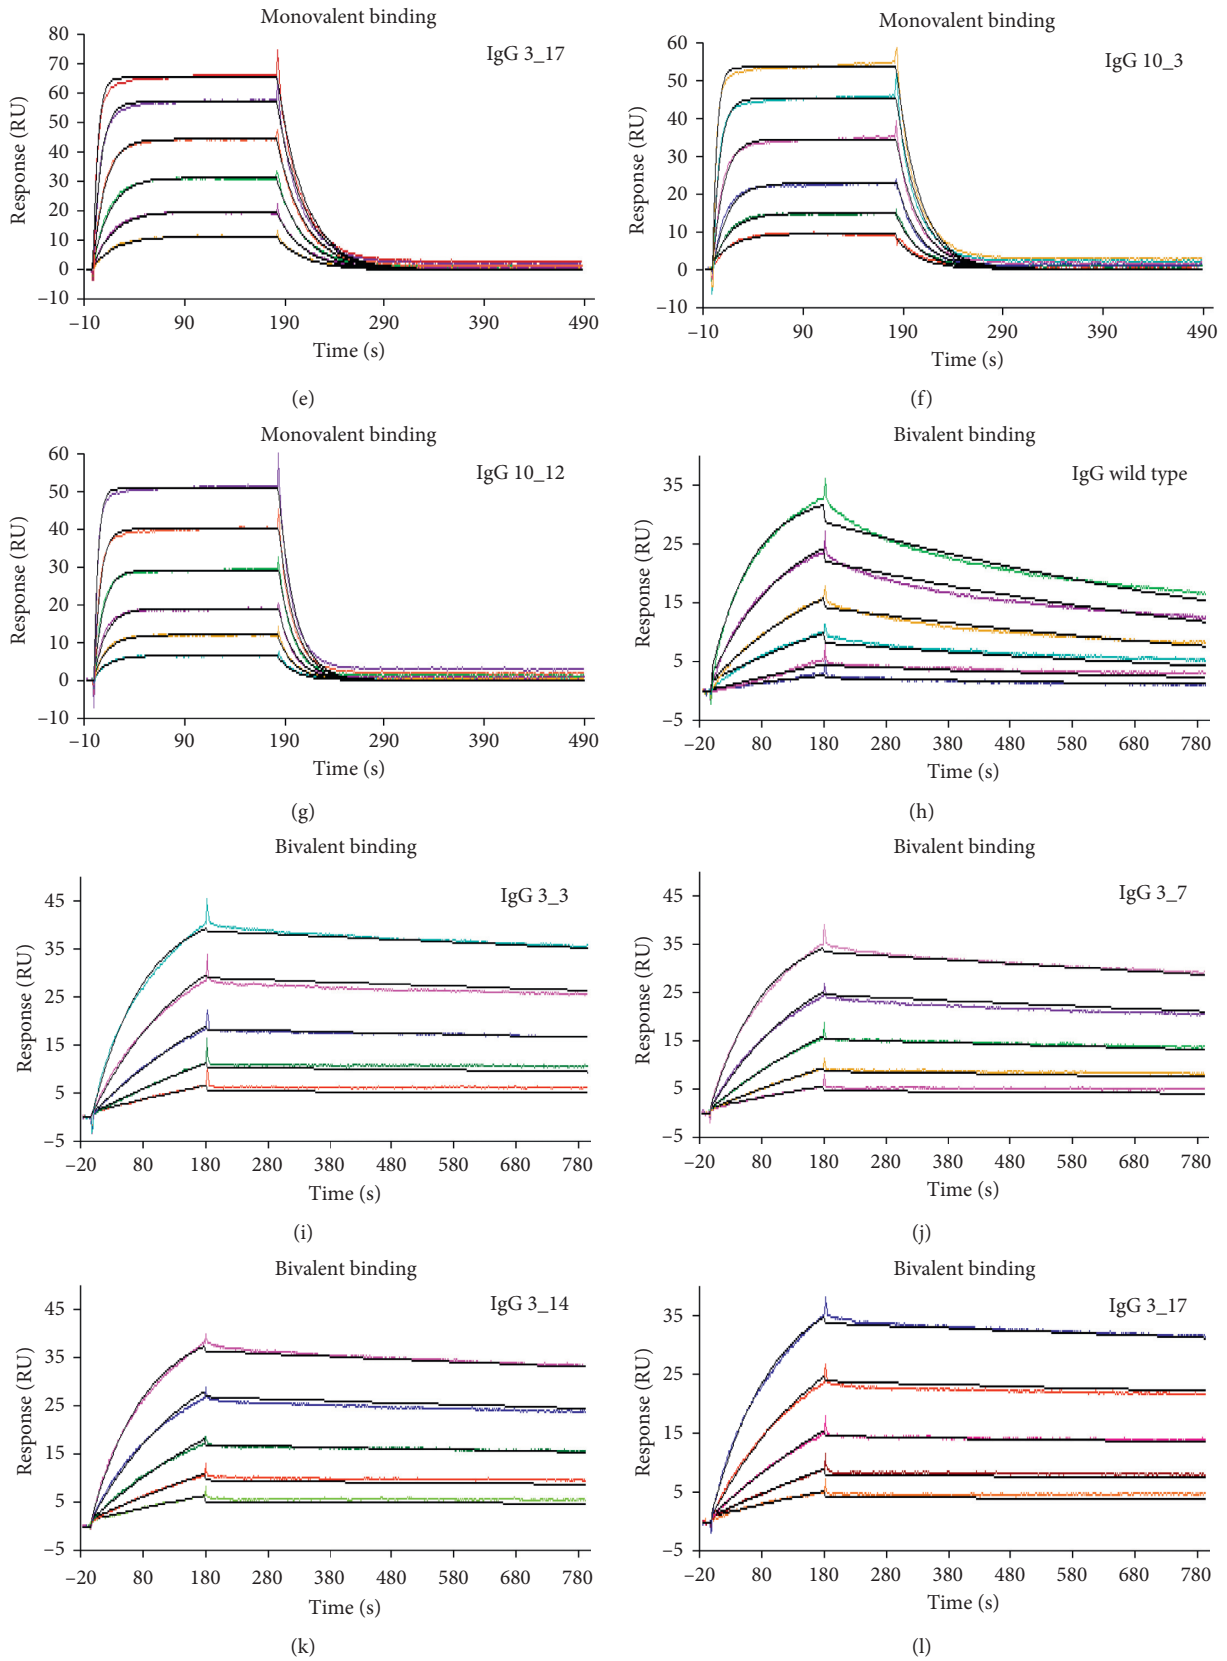 Monovalent binding
IgG 3_17
Response (RU)
80
70
60
50
40
30
20
10
0
–10
–10 90 190 290 390 490
Time (s)
(e)
Monovalent binding
IgG 10_3
Response (RU)
60
50
40
30
20
10
0
–10
–10 90 190 290 390 490
Time (s)
(f)
Monovalent binding
IgG 10_12
Response (RU)
60
50
40
30
20
10
0
–10
–10 90 190 290 390 490
Time (s)
(g)
Bivalent binding
IgG wild type
Response (RU)
35
25
15
5
–5
–20 80 180 280 380 480 580 680 780
Time (s)
(h)
Bivalent binding
IgG 3_3
Response (RU)
45
35
25
15
5
–5
–20 80 180 280 380 480 580 680 780
Time (s)
(i)
Bivalent binding
IgG 3_7
Response (RU)
45
35
25
15
5
–5
–20 80 180 280 380 480 580 680 780
Time (s)
(j)
Bivalent binding
IgG 3_14
Response (RU)
45
35
25
15
5
–5
–20 80 180 280 380 480 580 680 780
Time (s)
(k)
Bivalent binding
IgG 3_17
Response (RU)
35
25
15
5
–5
–20 80 180 280 380 480 580 680 780
Time (s)
(l)